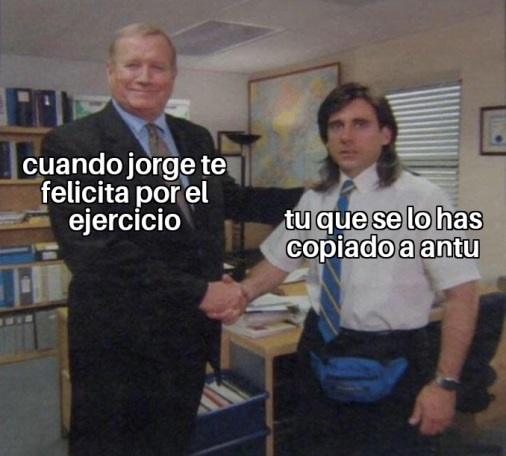 cuando jorge te
felicita por el
ejercicio
tu que se lo has
copiado a antu